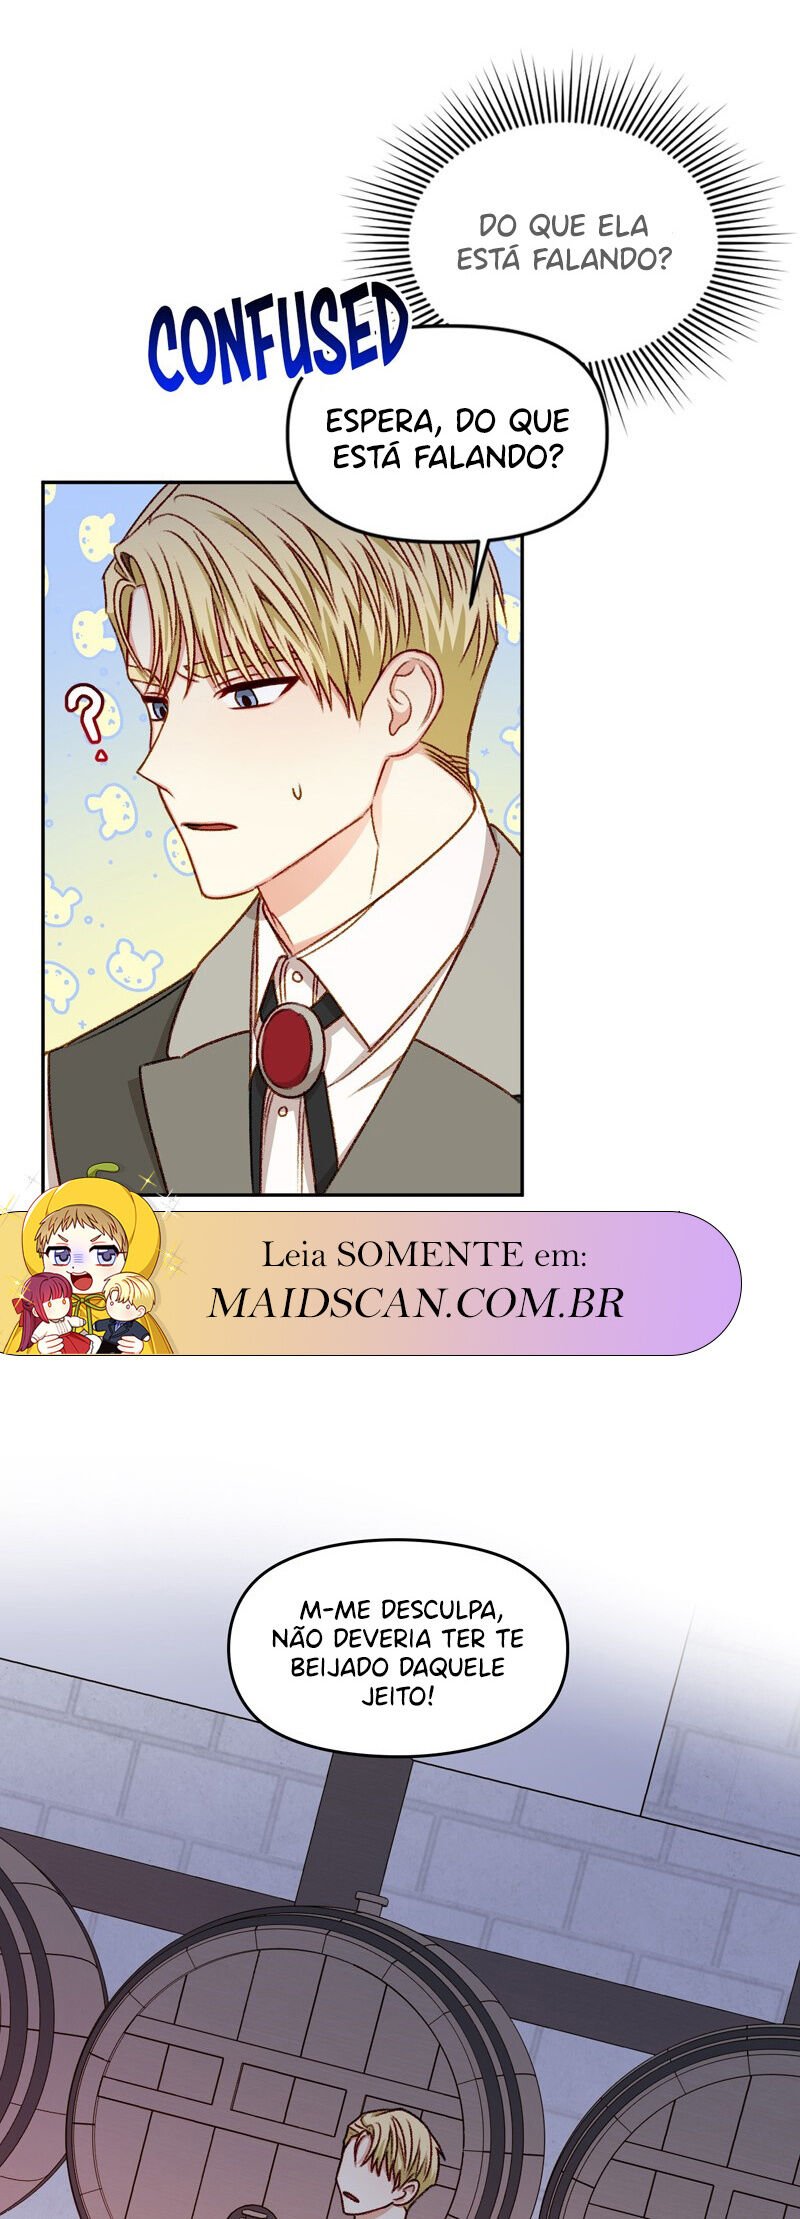 DO QUE ELA
ESTÁ FALANDO?
CONFUSED
ESPERA, DO QUE
ESTÁ FALANDO?
?
Leia SOMENTE em:
MAIDSCAN.COM.BR
M-ME DESCULPA,
NÃO DEVERIA TER TE
BEIJADO DAQUELE
JEITO!